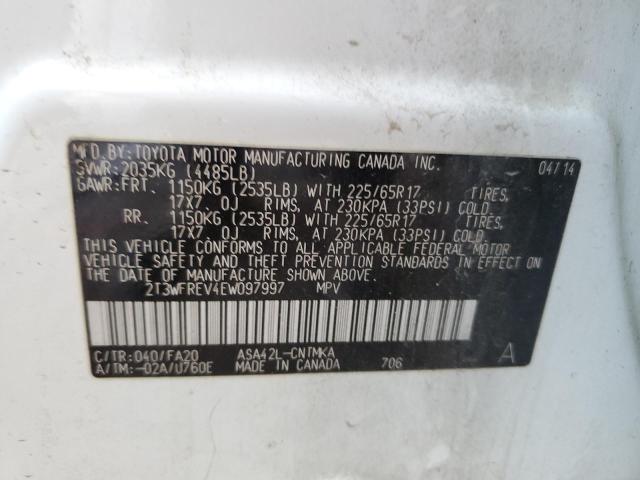 MFD.BY:TOYOTA MOTOR MANUFACTURING CANADA INC. 04/14
GVWR:2035KG (4485LB)
GAWR:FRT. 1150KG (2535LB) WITH 225/65R17 TIRES,
17X7 0J RIMS, AT 230KPA (33PSI) COLD
RR. 1150KG (2535LB) WITH 225/65R17 TIRES,
17X7 0J RIMS, AT 230KPA (33PSI) COLD.
THIS VEHICLE CONFORMS TO ALL APPLICABLE FEDERAL MOTOR
VEHICLE SAFETY AND THEFT PREVENTION STANDARDS IN
EFFECT ON THE DATE OF MANUFACTURE SHOWN ABOVE.
2T3WFREV4EW097997 MPV
C/TR:040/FA20 ASA42L-CNTMKA A
A/TM:-02A/U760E MADE IN CANADA 706